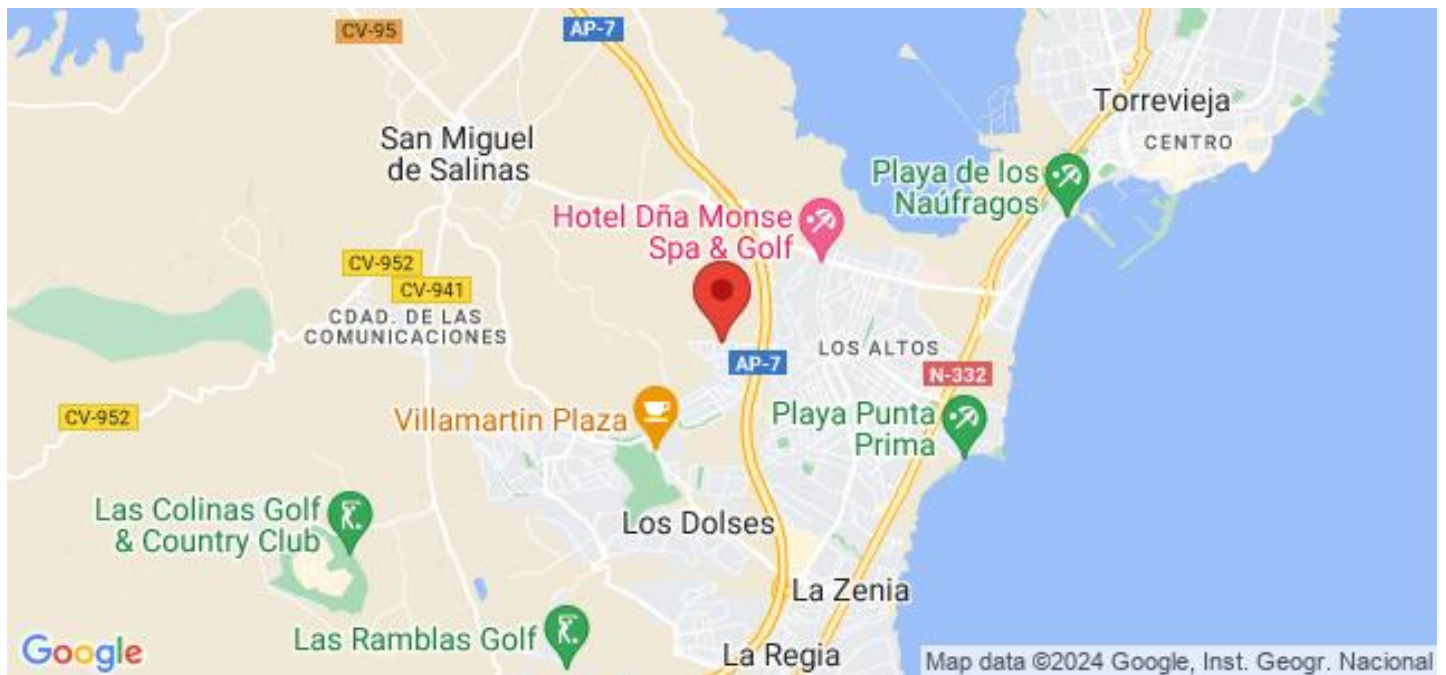 CV-95
AP-7
Torrevieja
CENTRO
San Miguel
de Salinas
Playa de los
Naúfragos
Hotel Dña Monse
Spa & Golf
CV-952
CV-941
CDAD. DE LAS
COMUNICACIONES
LOS ALTOS
AP-7
N-332
CV-952
Villamartin Plaza
Playa Punta
Prima
Las Colinas Golf
& Country Club
Los Dolses
La Zenia
Las Ramblas Golf
La Regia
Google
Map data ©2024 Google, Inst. Geogr. Nacional